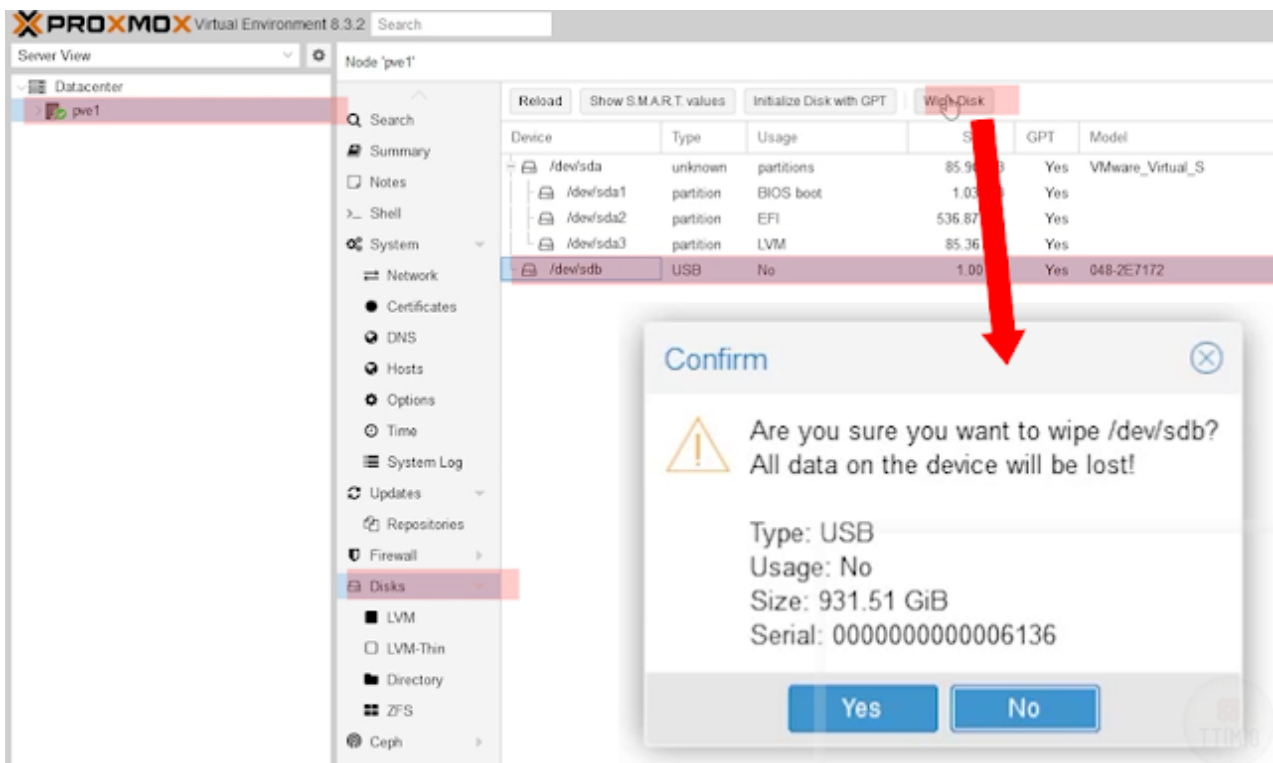 PROXMOX Virtual Environment 8.3.2 Search
Server View
Node 'pve1'
Datacenter
pve1
Search
Summary
Notes
Shell
System
Network
Certificates
DNS
Hosts
Options
Time
System Log
Updates
Repositories
Firewall
Disks
LVM
LVM-Thin
Directory
ZFS
Ceph
Reload Show S.M.A.R.T. values Initialize Disk with GPT Disk
Device Type Usage GPT Model
/dev/sda unknown partitions Yes VMware_Virtual_S
/dev/sda1 partition BIOS boot Yes
/dev/sda2 partition EFI Yes
/dev/sda3 partition LVM Yes
/dev/sdb USB No 1.00 Yes 048-2E7172
Confirm
Are you sure you want to wipe /dev/sdb?
All data on the device will be lost!
Type: USB
Usage: No
Size: 931.51 GiB
Serial: 0000000000006136
Yes No